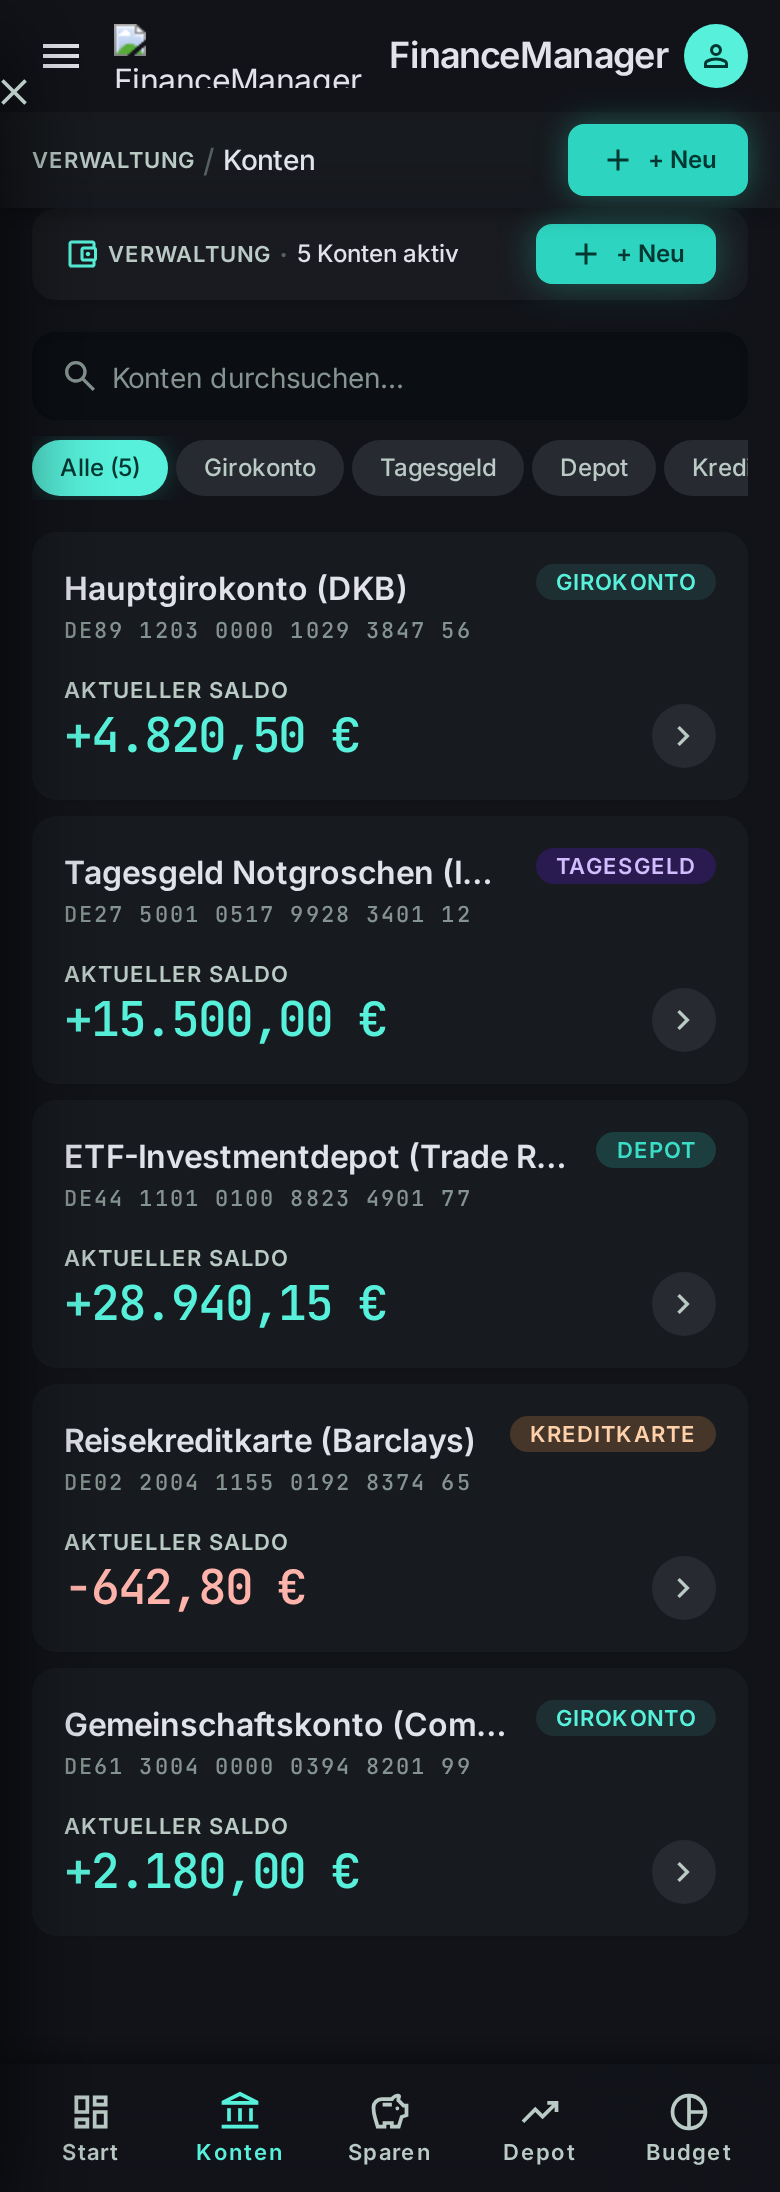 FinanceManager
FinanceManager
VERWALTUNG / Konten
+ Neu
VERWALTUNG · 5 Konten aktiv
+ Neu
Konten durchsuchen...
Alle (5)
Girokonto
Tagesgeld
Depot
Kredi
Hauptgirokonto (DKB)
GIROKONTO
DE89 1203 0000 1029 3847 56
AKTUELLER SALDO
+4.820,50 €
Tagesgeld Notgroschen (I...
TAGESGELD
DE27 5001 0517 9928 3401 12
AKTUELLER SALDO
+15.500,00 €
ETF-Investmentdepot (Trade R...
DEPOT
DE44 1101 0100 8823 4901 77
AKTUELLER SALDO
+28.940,15 €
Reisekreditkarte (Barclays)
KREDITKARTE
DE02 2004 1155 0192 8374 65
AKTUELLER SALDO
-642,80 €
Gemeinschaftskonto (Com...
GIROKONTO
DE61 3004 0000 0394 8201 99
AKTUELLER SALDO
+2.180,00 €
Start
Konten
Sparen
Depot
Budget